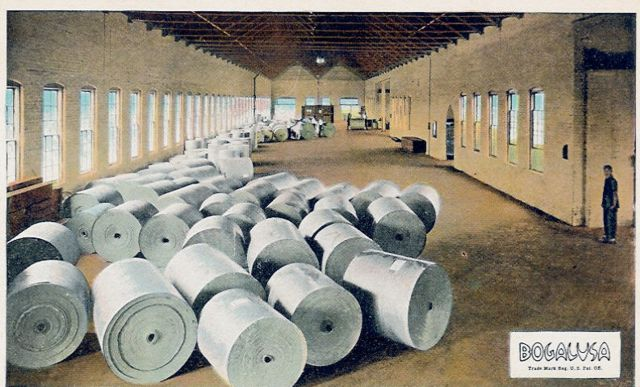 BOGALUSA
Trade Mark Reg. U. S. Pat. Off.